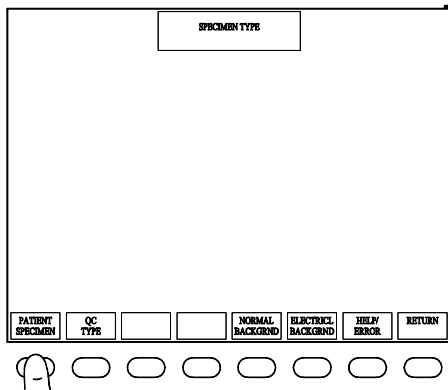 SPECIMEN TYPE
PATIENT
SPECIMEN
QC
TYPE
NORMAL
BACKGRND
ELECTRICL
BACKGRND
HELP/
ERROR
RETURN